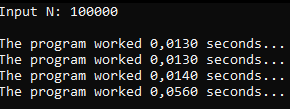 Input N: 100000
The program worked 0,0130 seconds...
The program worked 0,0130 seconds...
The program worked 0,0140 seconds...
The program worked 0,0560 seconds...